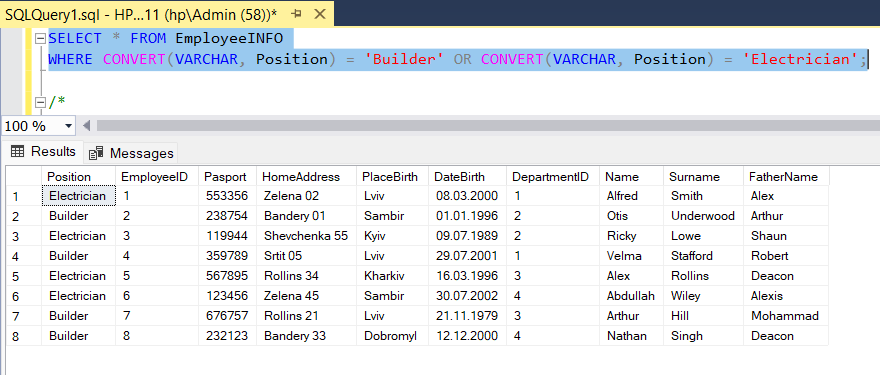 SQLQuery1.sql - HP...11 (hp\Admin (58))*
SELECT * FROM EmployeeINFO
WHERE CONVERT(VARCHAR, Position) = 'Builder' OR CONVERT(VARCHAR, Position) = 'Electrician';
/*
100 %
Results Messages
Position EmployeeID Pasport HomeAddress PlaceBirth DateBirth DepartmentID Name Surname FatherName
1 Electrician 1 553356 Zelena 02 Lviv 08.03.2000 1 Alfred Smith Alex
2 Builder 2 238754 Bandery 01 Sambir 01.01.1996 2 Otis Underwood Arthur
3 Electrician 3 119944 Shevchenka 55 Kyiv 09.07.1989 2 Ricky Lowe Shaun
4 Builder 4 359789 Srtit 05 Lviv 29.07.2001 1 Velma Stafford Robert
5 Electrician 5 567895 Rollins 34 Kharkiv 16.03.1996 3 Alex Rollins Deacon
6 Electrician 6 123456 Zelena 45 Sambir 30.07.2002 4 Abdullah Wiley Alexis
7 Builder 7 676757 Rollins 21 Lviv 21.11.1979 3 Arthur Hill Mohammad
8 Builder 8 232123 Bandery 33 Dobromyl 12.12.2000 4 Nathan Singh Deacon